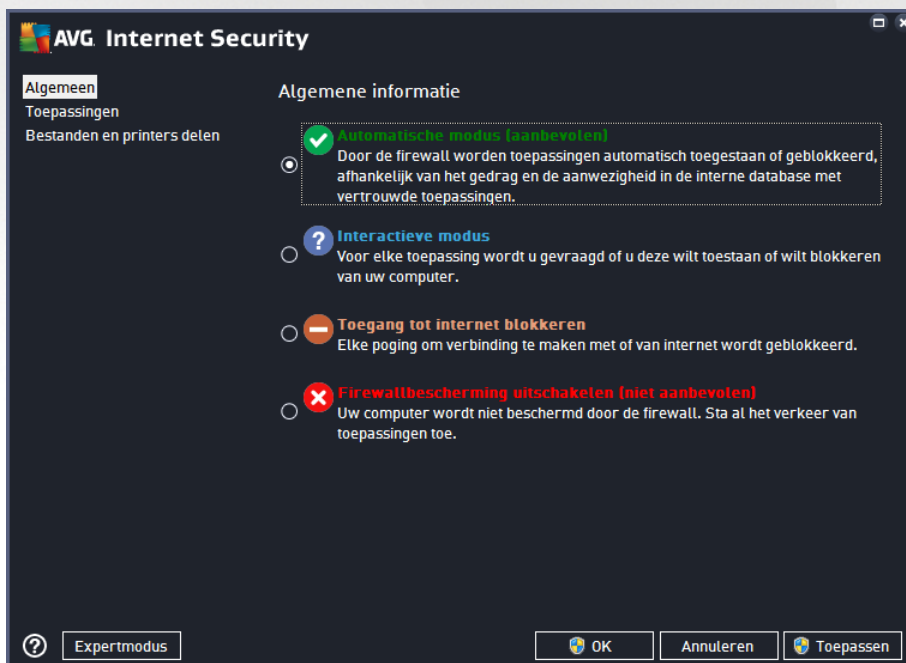 AVG. Internet Security
Algemeen
Toepassingen
Bestanden en printers delen
Algemene informatie
Automatische modus (aanbevolen)
Door de firewall worden toepassingen automatisch toegestaan of geblokkeerd,
afhankelijk van het gedrag en de aanwezigheid in de interne database met
vertrouwde toepassingen.
Interactieve modus
Voor elke toepassing wordt u gevraagd of u deze wilt toestaan of wilt blokkeren
van uw computer.
Toegang tot internet blokkeren
Elke poging om verbinding te maken met of van internet wordt geblokkeerd.
Firewallbescherming uitschakelen (niet aanbevolen)
Uw computer wordt niet beschermd door de firewall. Sta al het verkeer van
toepassingen toe.
Expertmodus
OK
Annuleren
Toepassen